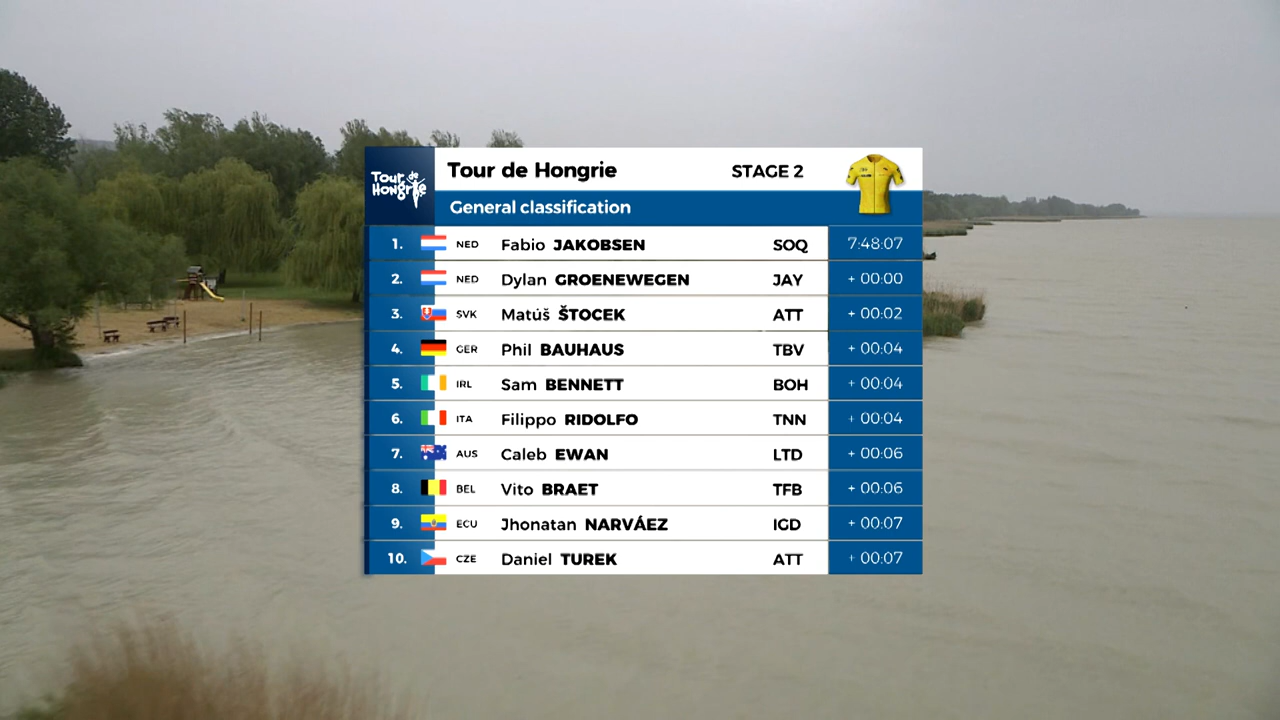 Tour de Hongrie
Tour de Hongrie STAGE 2
General classification
1. NED Fabio JAKOBSEN SOQ 7:48:07
2. NED Dylan GROENEWEGEN JAY + 00:00
3. SVK Matúš ŠTOCEK ATT + 00:02
4. GER Phil BAUHAUS TBV + 00:04
5. IRL Sam BENNETT BOH + 00:04
6. ITA Filippo RIDOLFO TNN + 00:04
7. AUS Caleb EWAN LTD + 00:06
8. BEL Vito BRAET TFB + 00:06
9. ECU Jhonatan NARVÁEZ IGD + 00:07
10. CZE Daniel TUREK ATT + 00:07